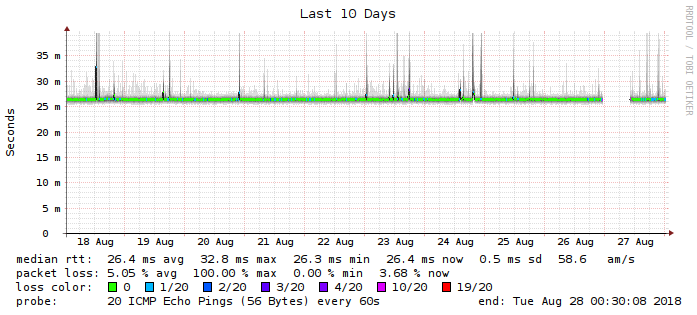 Last 10 Days
RRDTOOL / TOBI OETIKER
Seconds
35 m
30 m
25 m
20 m
15 m
10 m
5 m
0
18 Aug 19 Aug 20 Aug 21 Aug 22 Aug 23 Aug 24 Aug 25 Aug 26 Aug 27 Aug
median rtt: 26.4 ms avg 32.8 ms max 26.3 ms min 26.4 ms now 0.5 ms sd 58.6 am/s
packet loss: 5.05 % avg 100.00 % max 0.00 % min 3.68 % now
loss color: 0 1/20 2/20 3/20 4/20 10/20 19/20
probe: 20 ICMP Echo Pings (56 Bytes) every 60s end: Tue Aug 28 00:30:08 2018